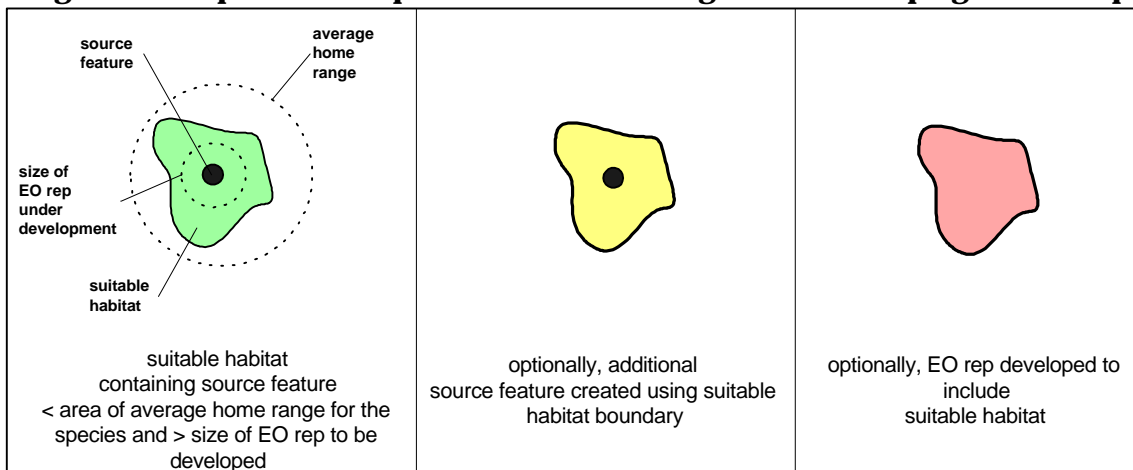 source
feature
average
home
range
size of
EO rep
under
development
suitable
habitat
suitable habitat
containing source feature
< area of average home range for the
species and > size of EO rep to be
developed
optionally, additional
source feature created using suitable
habitat boundary
optionally, EO rep developed to
include
suitable habitat